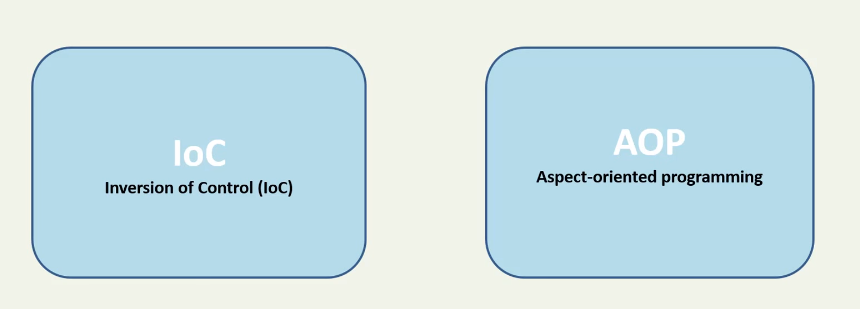 IoC
Inversion of Control (IoC)
AOP
Aspect-oriented programming